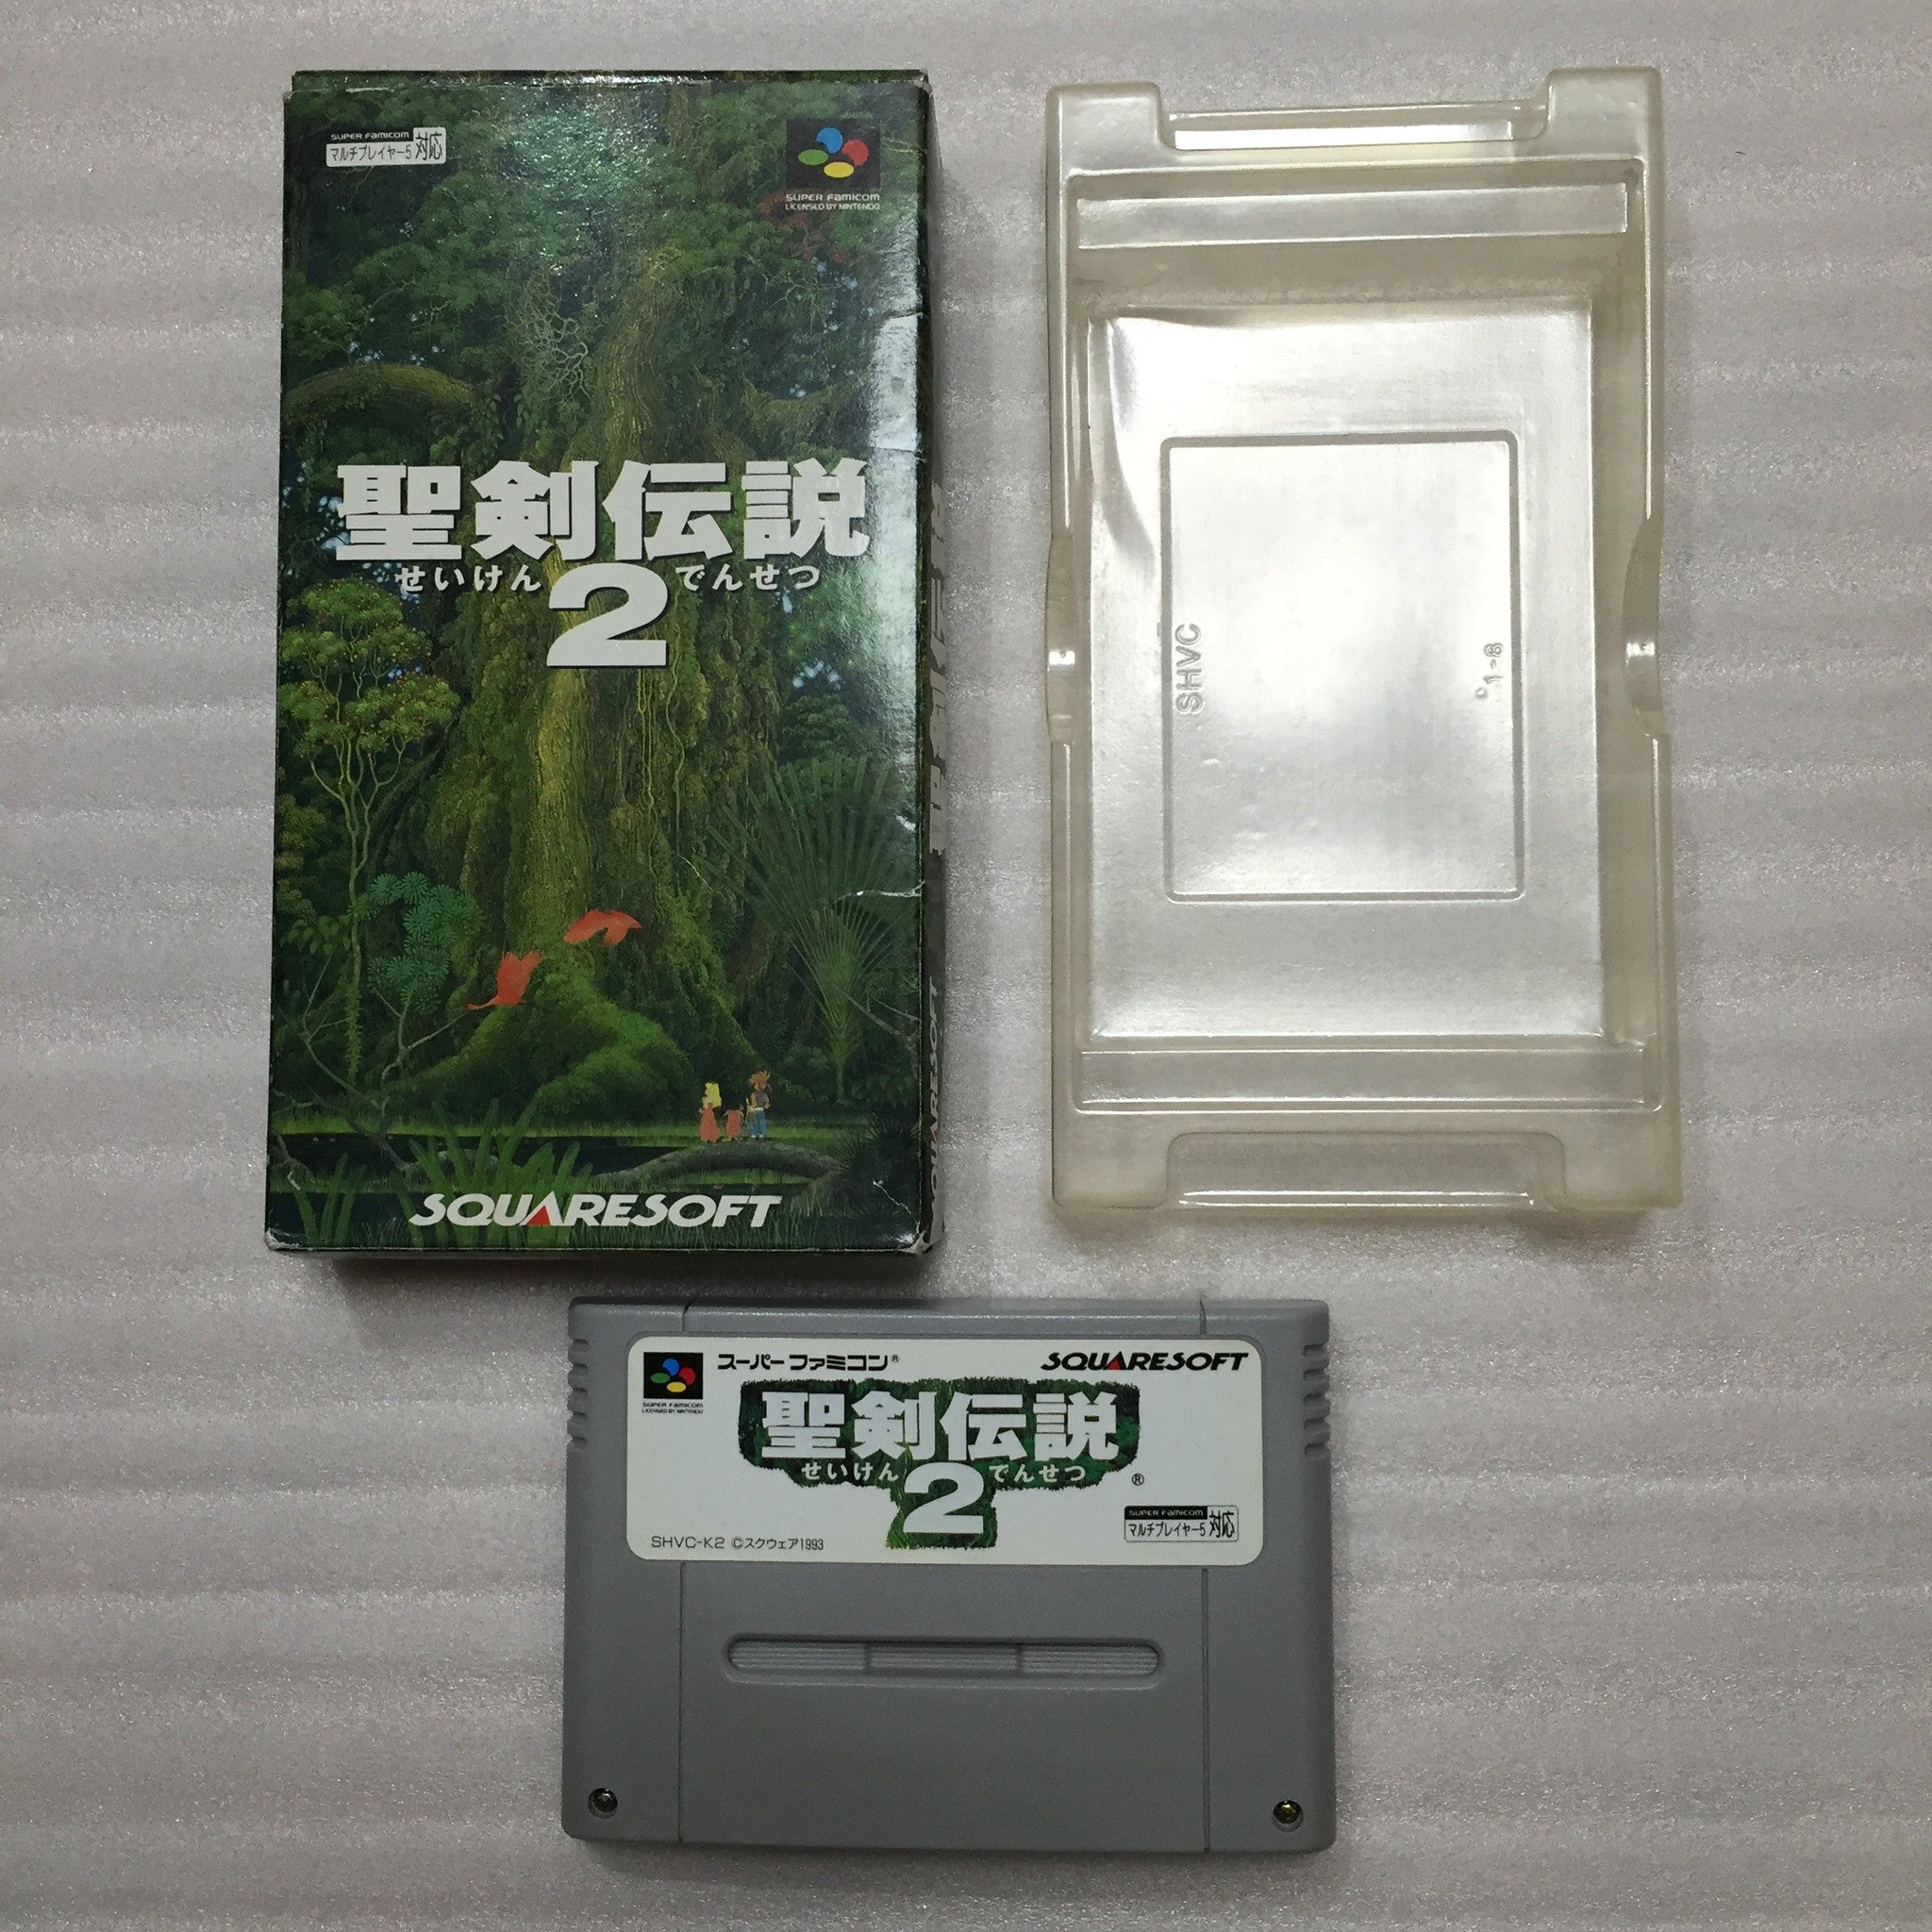 SUPER FAMICOM
マルチプレイヤー5 対応
SUPER FAMICOM
LICENSED BY NINTENDO
聖剣伝説
せいけん でんせつ
2
SQUARESOFT
SQUARESOFT
SHVC
1-8
スーパーファミコン®
SQUARESOFT
SUPER FAMICOM
LICENSED BY NINTENDO
聖剣伝説
せいけん でんせつ
2
®
SUPER FAMICOM
マルチプレイヤー5 対応
SHVC-K2 ©スクウェア1993